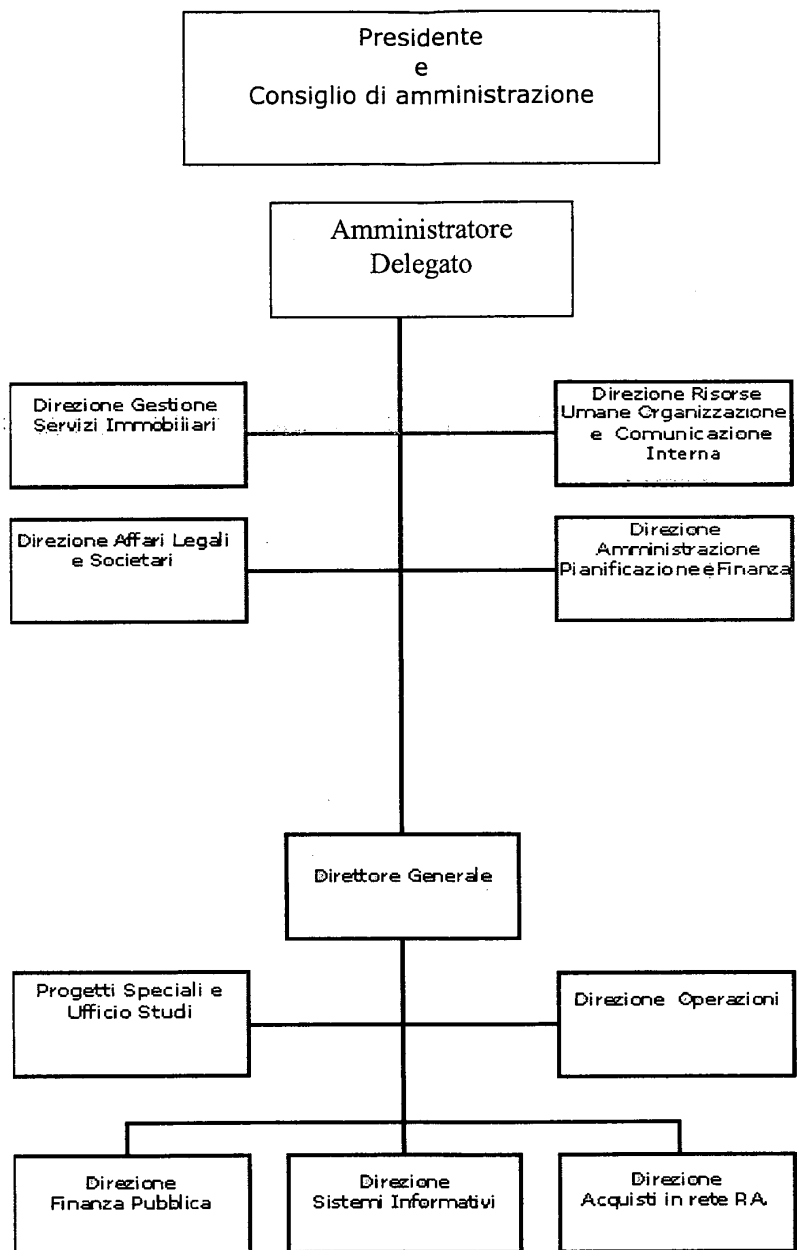 Presidente
e
Consiglio di amministrazione
Amministratore
Delegato
Direzione Gestione
Servizi Immobiliari
Direzione Risorse
Umane Organizzazione
e Comunicazione
Interna
Direzione Affari Legali
e Societari
Direzione
Amministrazione
Pianificazione e Finanza
Direttore Generale
Progetti Speciali e
Ufficio Studi
Direzione Operazioni
Direzione
Finanza Pubblica
Direzione
Sistemi Informativi
Direzione
Acquisti in rete P.A.